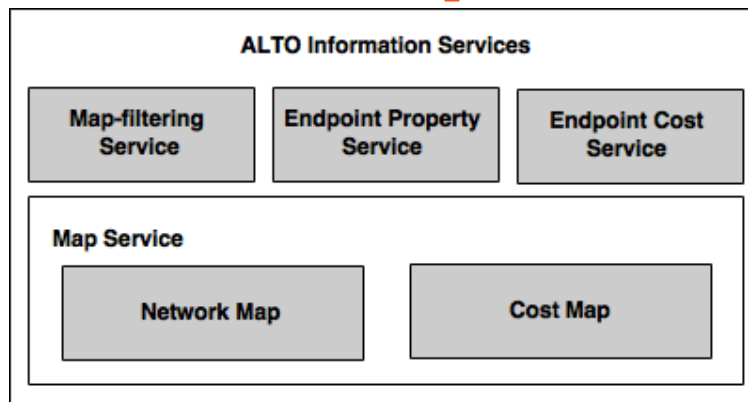 ALTO Information Services
Map-filtering
Service
Endpoint Property
Service
Endpoint Cost
Service
Map Service
Network Map
Cost Map